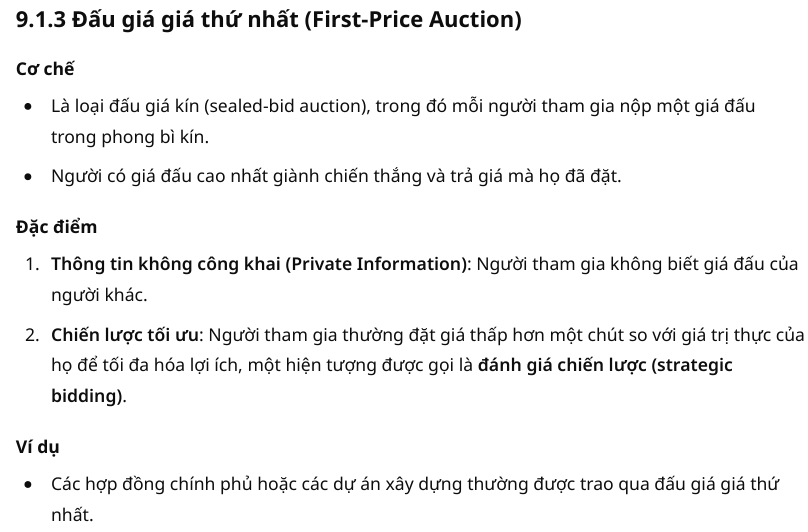 9.1.3 Đấu giá giá thứ nhất (First-Price Auction)
Cơ chế
• Là loại đấu giá kín (sealed-bid auction), trong đó mỗi người tham gia nộp một giá đấu
trong phong bì kín.
• Người có giá đấu cao nhất giành chiến thắng và trả giá mà họ đã đặt.
Đặc điểm
1. Thông tin không công khai (Private Information): Người tham gia không biết giá đấu của
người khác.
2. Chiến lược tối ưu: Người tham gia thường đặt giá thấp hơn một chút so với giá trị thực của
họ để tối đa hóa lợi ích, một hiện tượng được gọi là đánh giá chiến lược (strategic
bidding).
Ví dụ
• Các hợp đồng chính phủ hoặc các dự án xây dựng thường được trao qua đấu giá giá thứ
nhất.